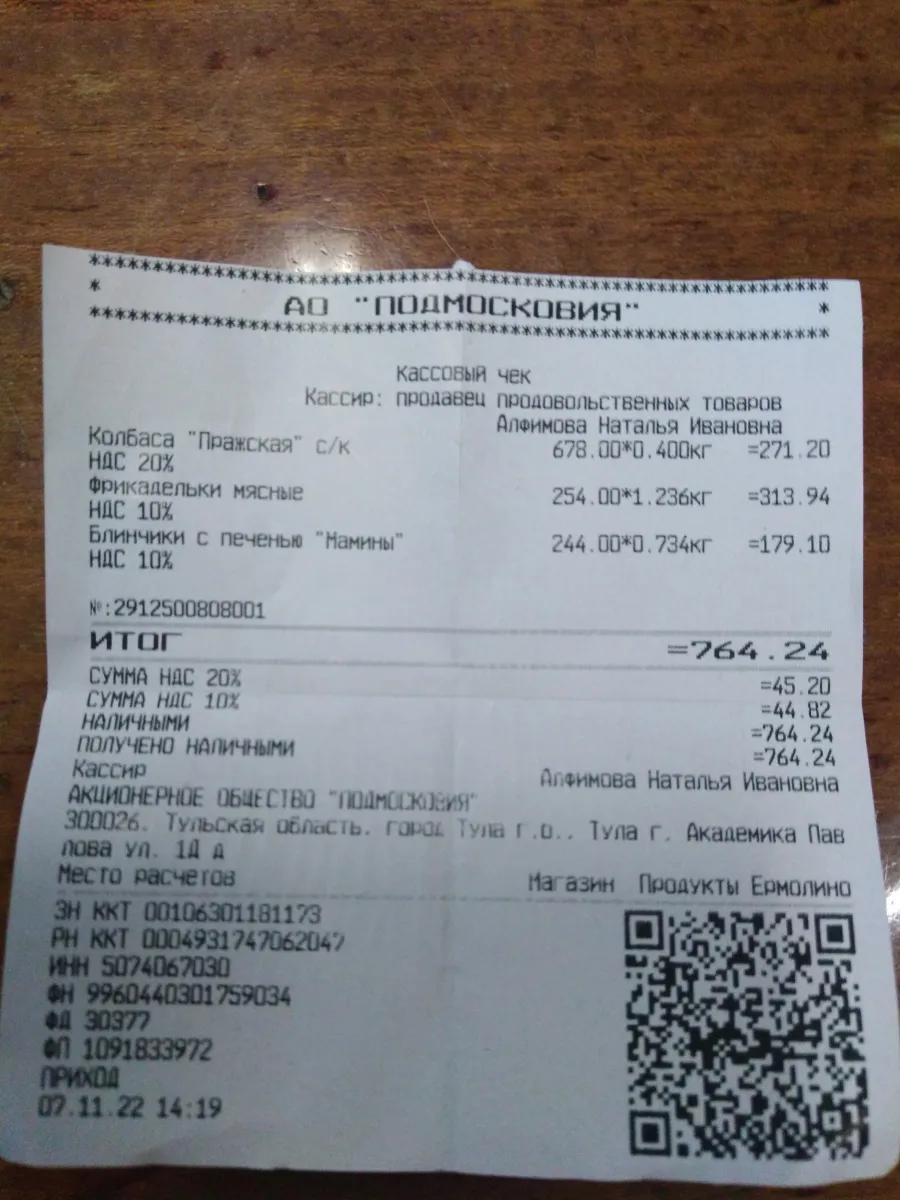 ************************************************
* АО "ПОДМОСКОВИЯ" *
************************************************
Кассовый чек
Кассир: продавец продовольственных товаров
Алфимова Наталья Ивановна
Колбаса "Пражская" с/к 678.00*0.400кг =271.20
НДС 20%
Фрикадельки мясные 254.00*1.236кг =313.94
НДС 10%
Блинчики с печенью "Мамины" 244.00*0.734кг =179.10
НДС 10%
№:2912500808001
ИТОГ =764.24
СУММА НДС 20% =45.20
СУММА НДС 10% =44.82
НАЛИЧНЫМИ =764.24
ПОЛУЧЕНО НАЛИЧНЫМИ =764.24
Кассир Алфимова Наталья Ивановна
АКЦИОНЕРНОЕ ОБЩЕСТВО "ПОДМОСКОВИЯ"
300026, Тульская область, город Тула г.о., Тула г, Академика Пав
лова ул, 1Д д
Место расчетов Магазин Продукты Ермолино
ЗН ККТ 00106301181173
РН ККТ 0004931747062047
ИНН 5074067030
ФН 9960440301759034
ФД 30377
ФП 1091833972
ПРИХОД
07.11.22 14:19